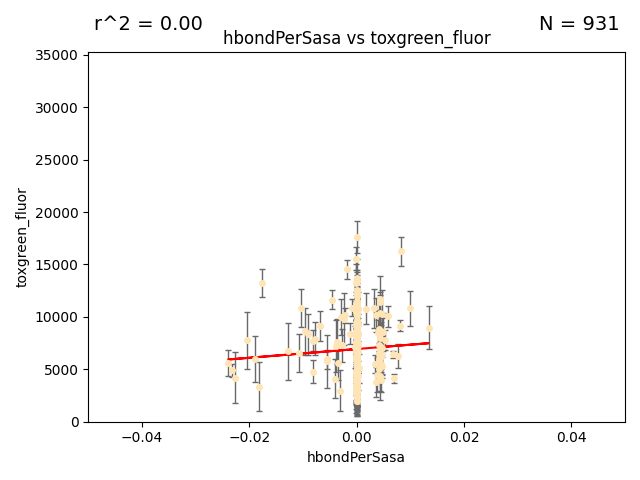 r^2 = 0.00
N = 931
hbondPerSasa vs toxgreen_fluor
35000
30000
25000
20000
15000
10000
5000
0
toxgreen_fluor
−0.04
−0.02
0.00
0.02
0.04
hbondPerSasa